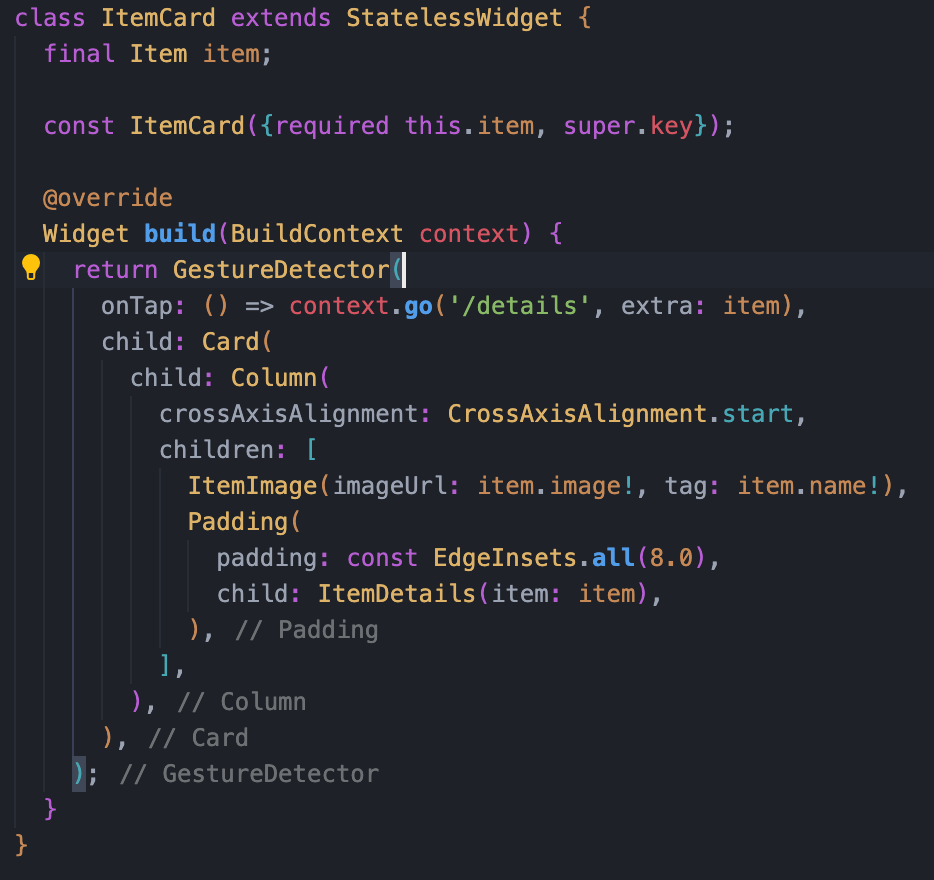 class ItemCard extends StatelessWidget {
  final Item item;

  const ItemCard({required this.item, super.key});

  @override
  Widget build(BuildContext context) {
    return GestureDetector(
      onTap: () => context.go('/details', extra: item),
      child: Card(
        child: Column(
          crossAxisAlignment: CrossAxisAlignment.start,
          children: [
            ItemImage(imageUrl: item.image!, tag: item.name!),
            Padding(
              padding: const EdgeInsets.all(8.0),
              child: ItemDetails(item: item),
            ), // Padding
          ],
        ), // Column
      ), // Card
    ); // GestureDetector
  }
}